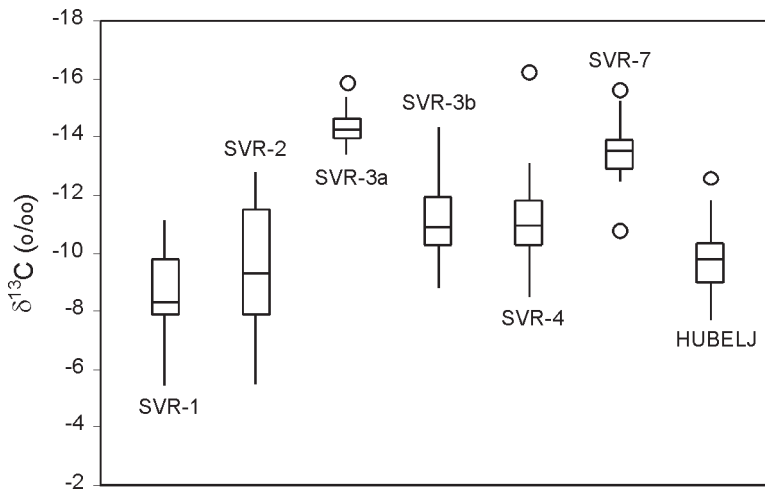 -18
-16
-14
-12
-10
-8
-6
-4
-2
δ13C (o/oo)
SVR-1
SVR-2
SVR-3a
SVR-3b
SVR-4
SVR-7
HUBELJ